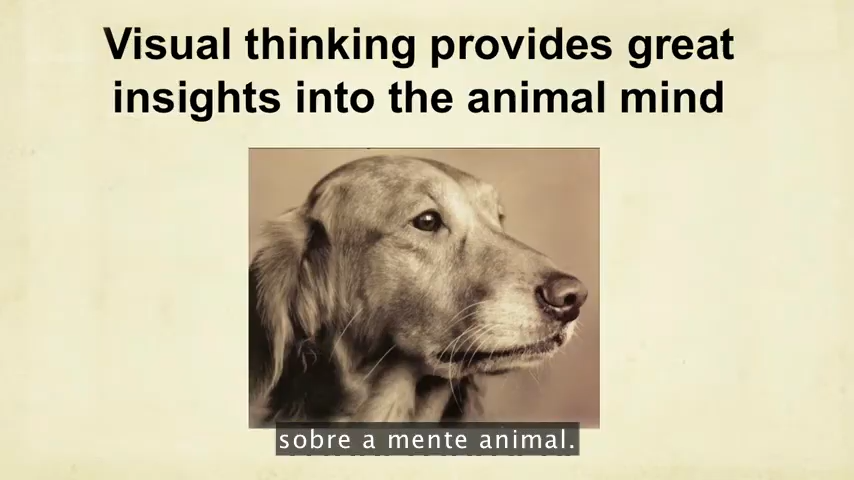 Visual thinking provides great
insights into the animal mind
sobre a mente animal.